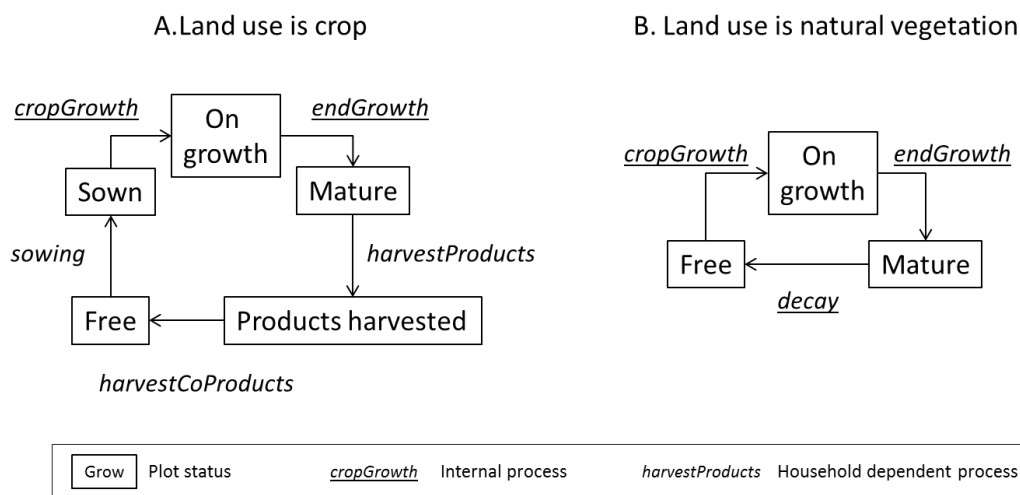 A.Land use is crop
B. Land use is natural vegetation
cropGrowth
On
growth
endGrowth
Sown
Mature
sowing
harvestProducts
Free
Products harvested
harvestCoProducts
cropGrowth
On
growth
endGrowth
Free
Mature
decay
Grow Plot status
cropGrowth Internal process
harvestProducts Household dependent process